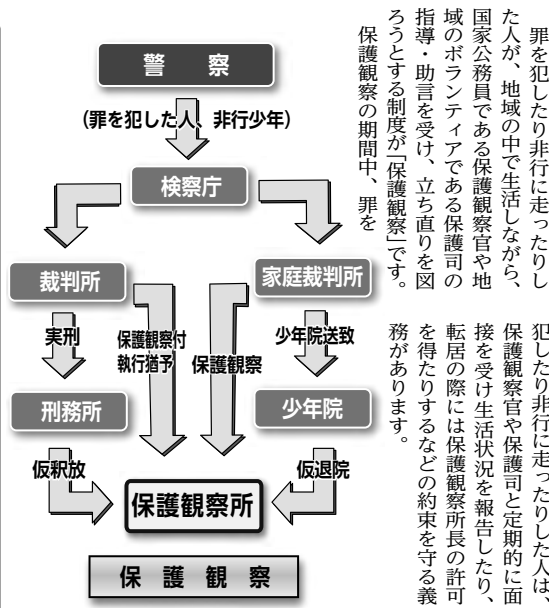 罪を犯したり非行に走ったりし
た人が、地域の中で生活しながら、
国家公務員である保護観察官や地
域のボランティアである保護司の
指導・助言を受け、立ち直りを図
ろうとする制度が「保護観察」です。
保護観察の期間中、罪を
犯したり非行に走ったりした人は、
保護観察官や保護司と定期的に面
接を受け生活状況を報告したり、
転居の際には保護観察所長の許可
を得たりするなどの約束を守る義
務があります。
警 察
(罪を犯した人、非行少年)
検察庁
裁判所
家庭裁判所
実刑
保護観察付
執行猶予
保護観察
少年院送致
刑務所
少年院
仮釈放
仮退院
保護観察所
保 護 観 察